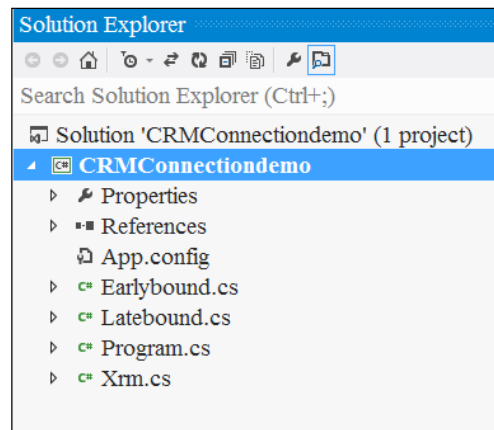 Solution Explorer
Search Solution Explorer (Ctrl+;)
Solution 'CRMConnectiondemo' (1 project)
C# CRMConnectiondemo
Properties
References
App.config
C# Earlybound.cs
C# Latebound.cs
C# Program.cs
C# Xrm.cs